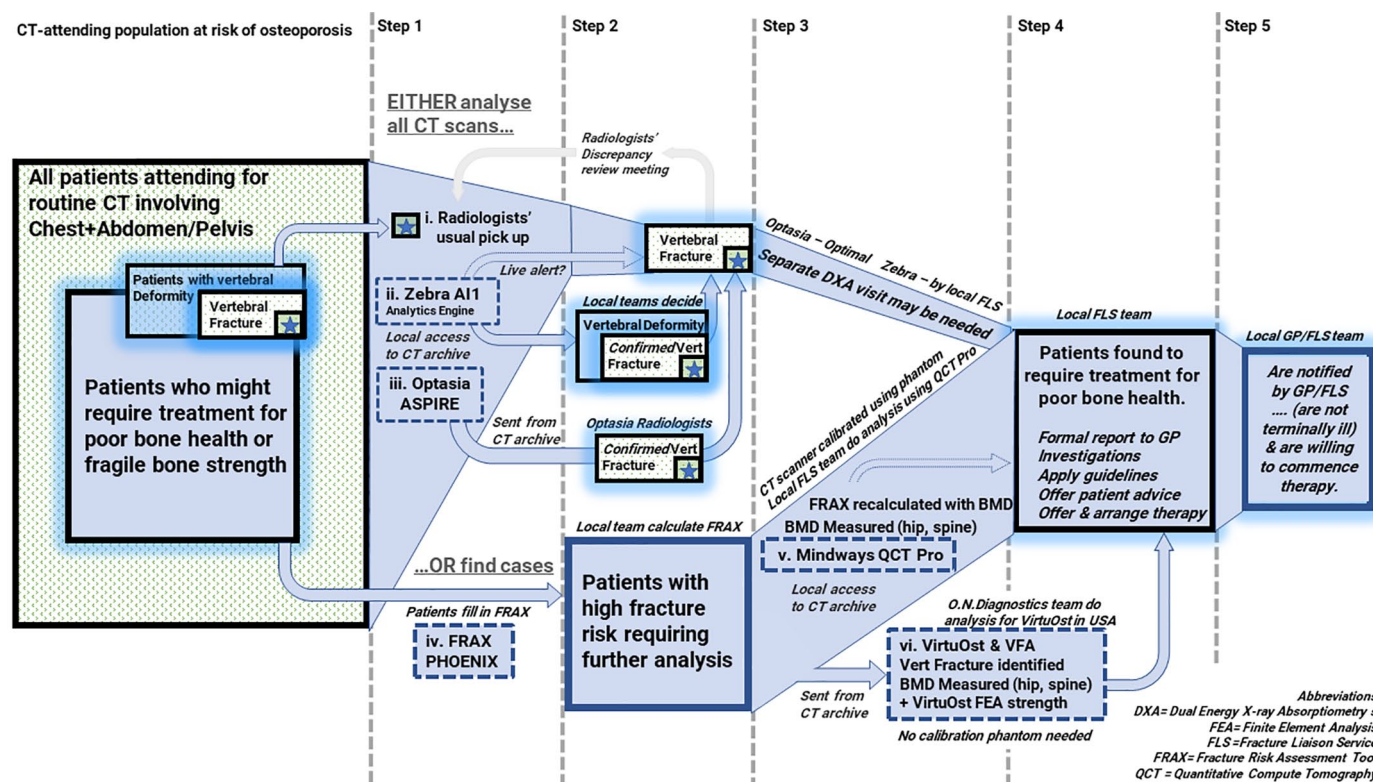 CT-attending population at risk of osteoporosis
Step 1
Step 2
Step 3
Step 4
Step 5
EITHER analyse
all CT scans...
Radiologists'
Discrepancy
review meeting
All patients attending for
routine CT involving
Chest+Abdomen/Pelvis
Patients with vertebral
Deformity
Vertebral
Fracture
Patients who might
require treatment for
poor bone health or
fragile bone strength
i. Radiologists'
usual pick up
Live alert?
ii. Zebra AI1
Analytics Engine
Local access
to CT archive
iii. Optasia
ASPIRE
Sent from
CT archive
Vertebral
Fracture
Local teams decide
Vertebral Deformity
Confirmed Vert
Fracture
Optasia Radiologists
Confirmed Vert
Fracture
Optasia – Optimal Zebra – by local FLS
Separate DXA visit may be needed
CT scanner calibrated using phantom
Local FLS team do analysis using QCT Pro
...OR find cases
Patients fill in FRAX
iv. FRAX
PHOENIX
Local team calculate FRAX
Patients with
high fracture
risk requiring
further analysis
FRAX recalculated with BMD
BMD Measured (hip, spine)
v. Mindways QCT Pro
Local access
to CT archive
Sent from
CT archive
O.N.Diagnostics team do
analysis for VirtuOst in USA
vi. VirtuOst & VFA
Vert Fracture identified
BMD Measured (hip, spine)
+ VirtuOst FEA strength
No calibration phantom needed
Local FLS team
Patients found to
require treatment for
poor bone health.
Formal report to GP
Investigations
Apply guidelines
Offer patient advice
Offer & arrange therapy
Local GP/FLS team
Are notified
by GP/FLS
.... (are not
terminally ill)
& are willing
to commence
therapy.
Abbreviation
DXA= Dual Energy X-ray Absorptiometry s
FEA= Finite Element Analysis
FLS =Fracture Liaison Service
FRAX= Fracture Risk Assessment Tool
QCT = Quantitative Compute Tomography